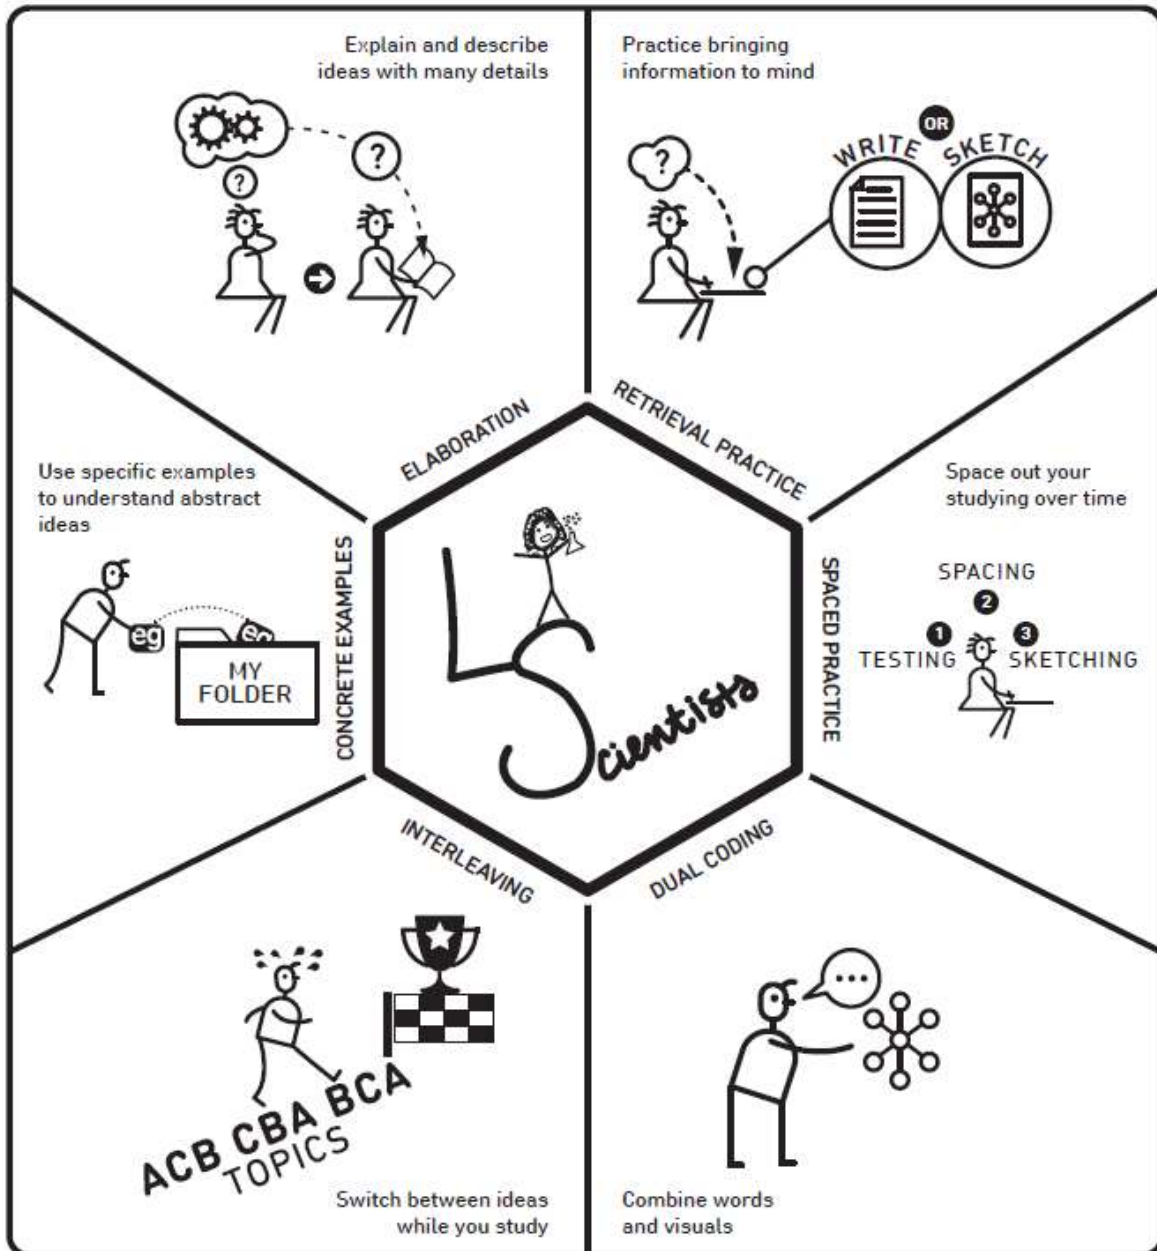 Explain and describe
ideas with many details
?
?
Practice bringing
information to mind
?
OR
WRITE
SKETCH
ELABORATION
RETRIEVAL PRACTICE
Use specific examples
to understand abstract
ideas
eg
eg
MY
FOLDER
CONCRETE EXAMPLES
LScientists
SPACED PRACTICE
Space out your
studying over time
SPACING
2
1
3
TESTING
SKETCHING
INTERLEAVING
DUAL CODING
ACB CBA BCA
TOPICS
Switch between ideas
while you study
...
Combine words
and visuals